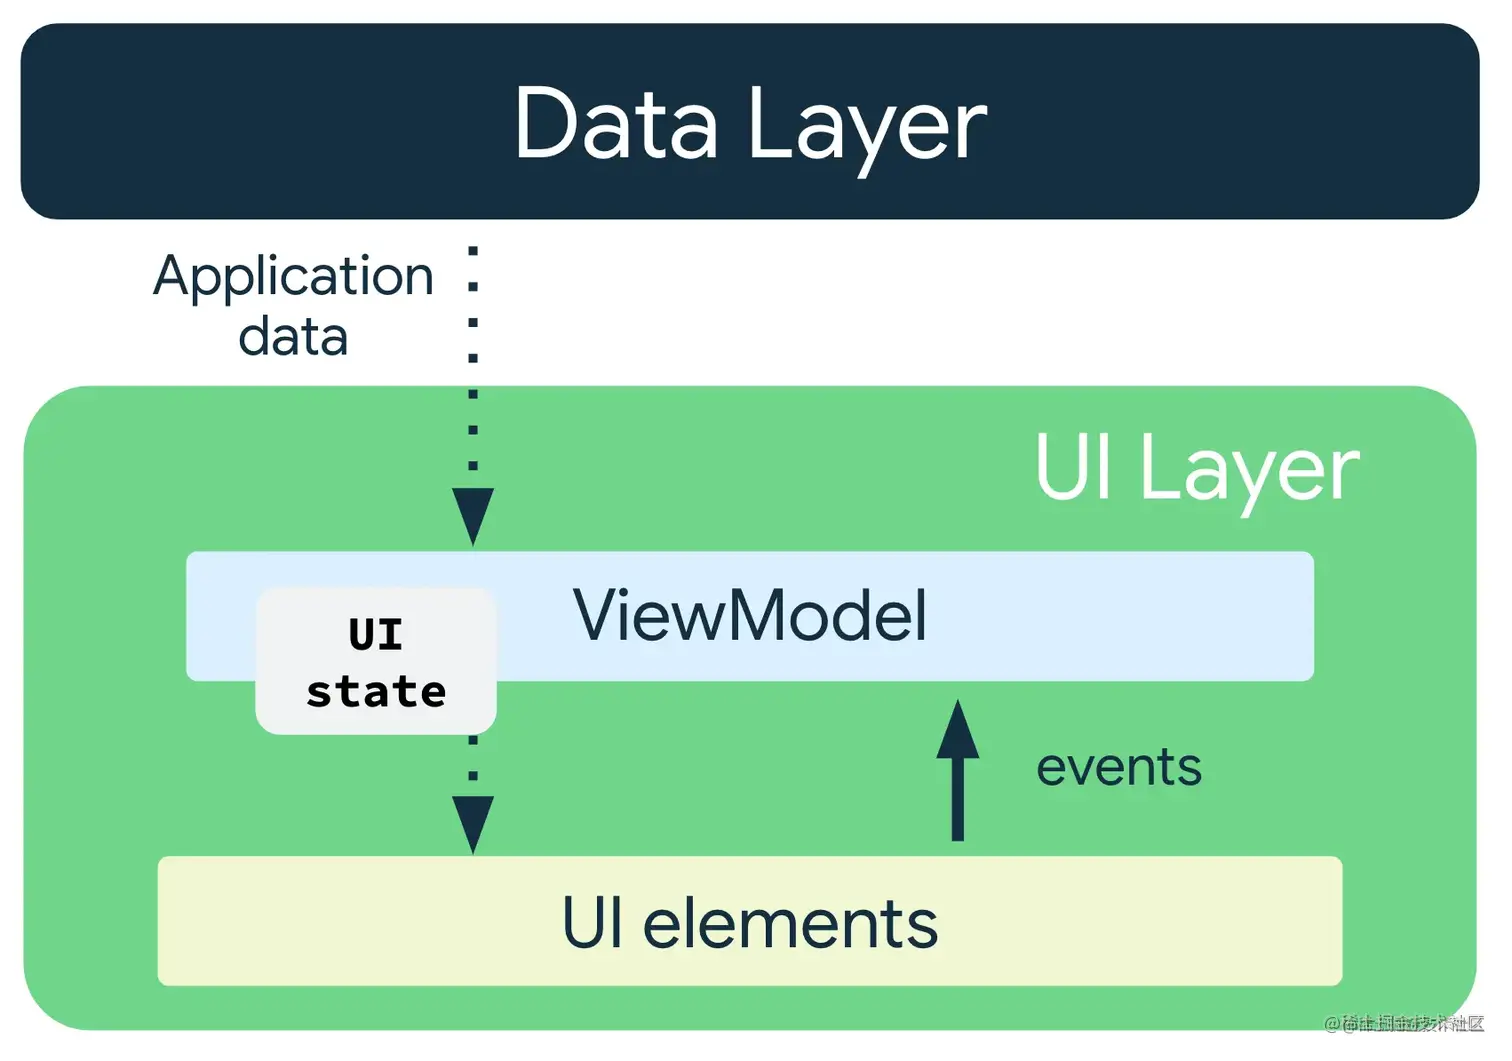 Data Layer
Application
data
UI Layer
ViewModel
UI
state
events
UI elements
@稀土掘金技术社区